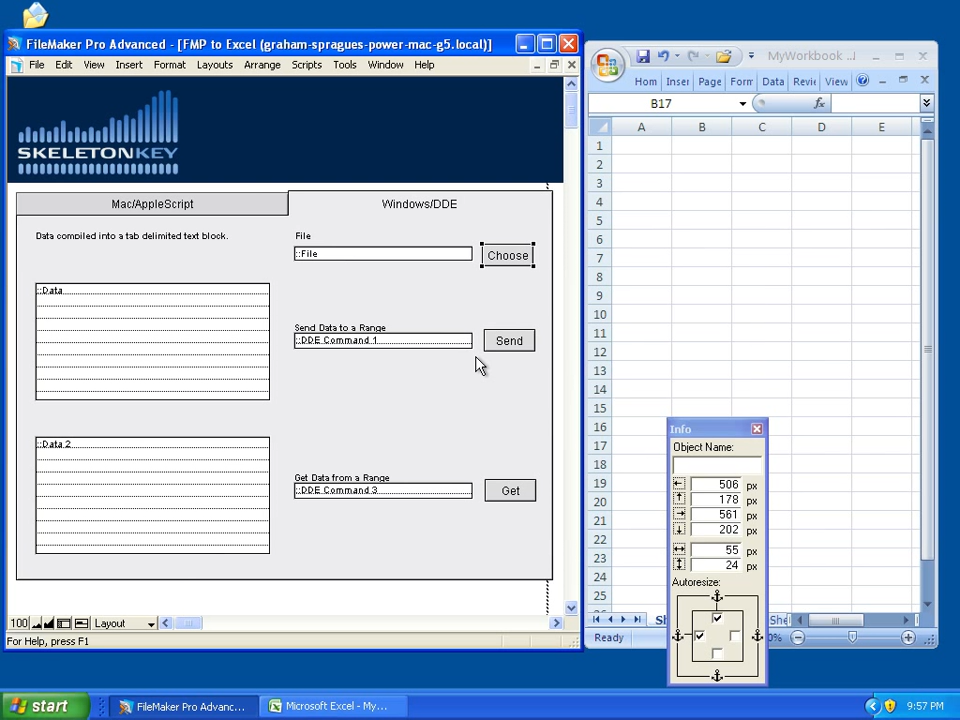 FileMaker Pro Advanced - [FMP to Excel (graham-spragues-power-mac-g5.local)]
File Edit View Insert Format Layouts Arrange Scripts Tools Window Help
SKELETONKEY
Mac/AppleScript
Windows/DDE
Data compiled into a tab delimited text block.
File
::File
Choose
::Data
Send Data to a Range
::DDE Command 1
Send
::Data 2
Get Data from a Range
::DDE Command 3
Get
100
Layout
For Help, press F1
MyWorkbook ...
Hom Inser Page Form Data Revie View
B17
fx
A B C D E
1
2
3
4
5
6
7
8
9
10
11
12
13
14
15
16
17
18
19
20
21
22
23
24
25
Ready
Info
Object Name:
506 px
178 px
561 px
202 px
55 px
24 px
Autoresize:
start
FileMaker Pro Advanc...
Microsoft Excel - My...
9:57 PM